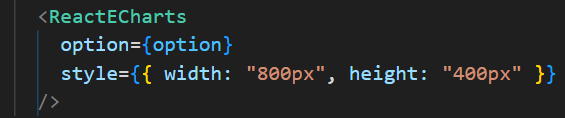 <ReactECharts
option={option}
style={{ width: "800px", height: "400px" }}
/>